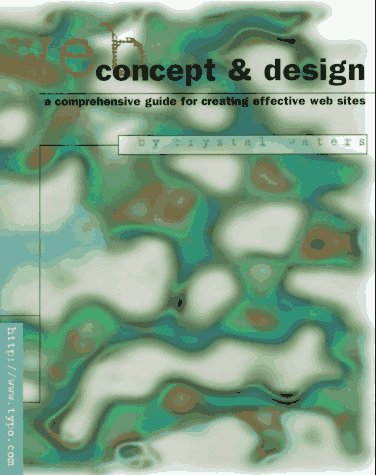 web
concept & design
a comprehensive guide for creating effective web sites
by crystal waters
http://www.typo.com